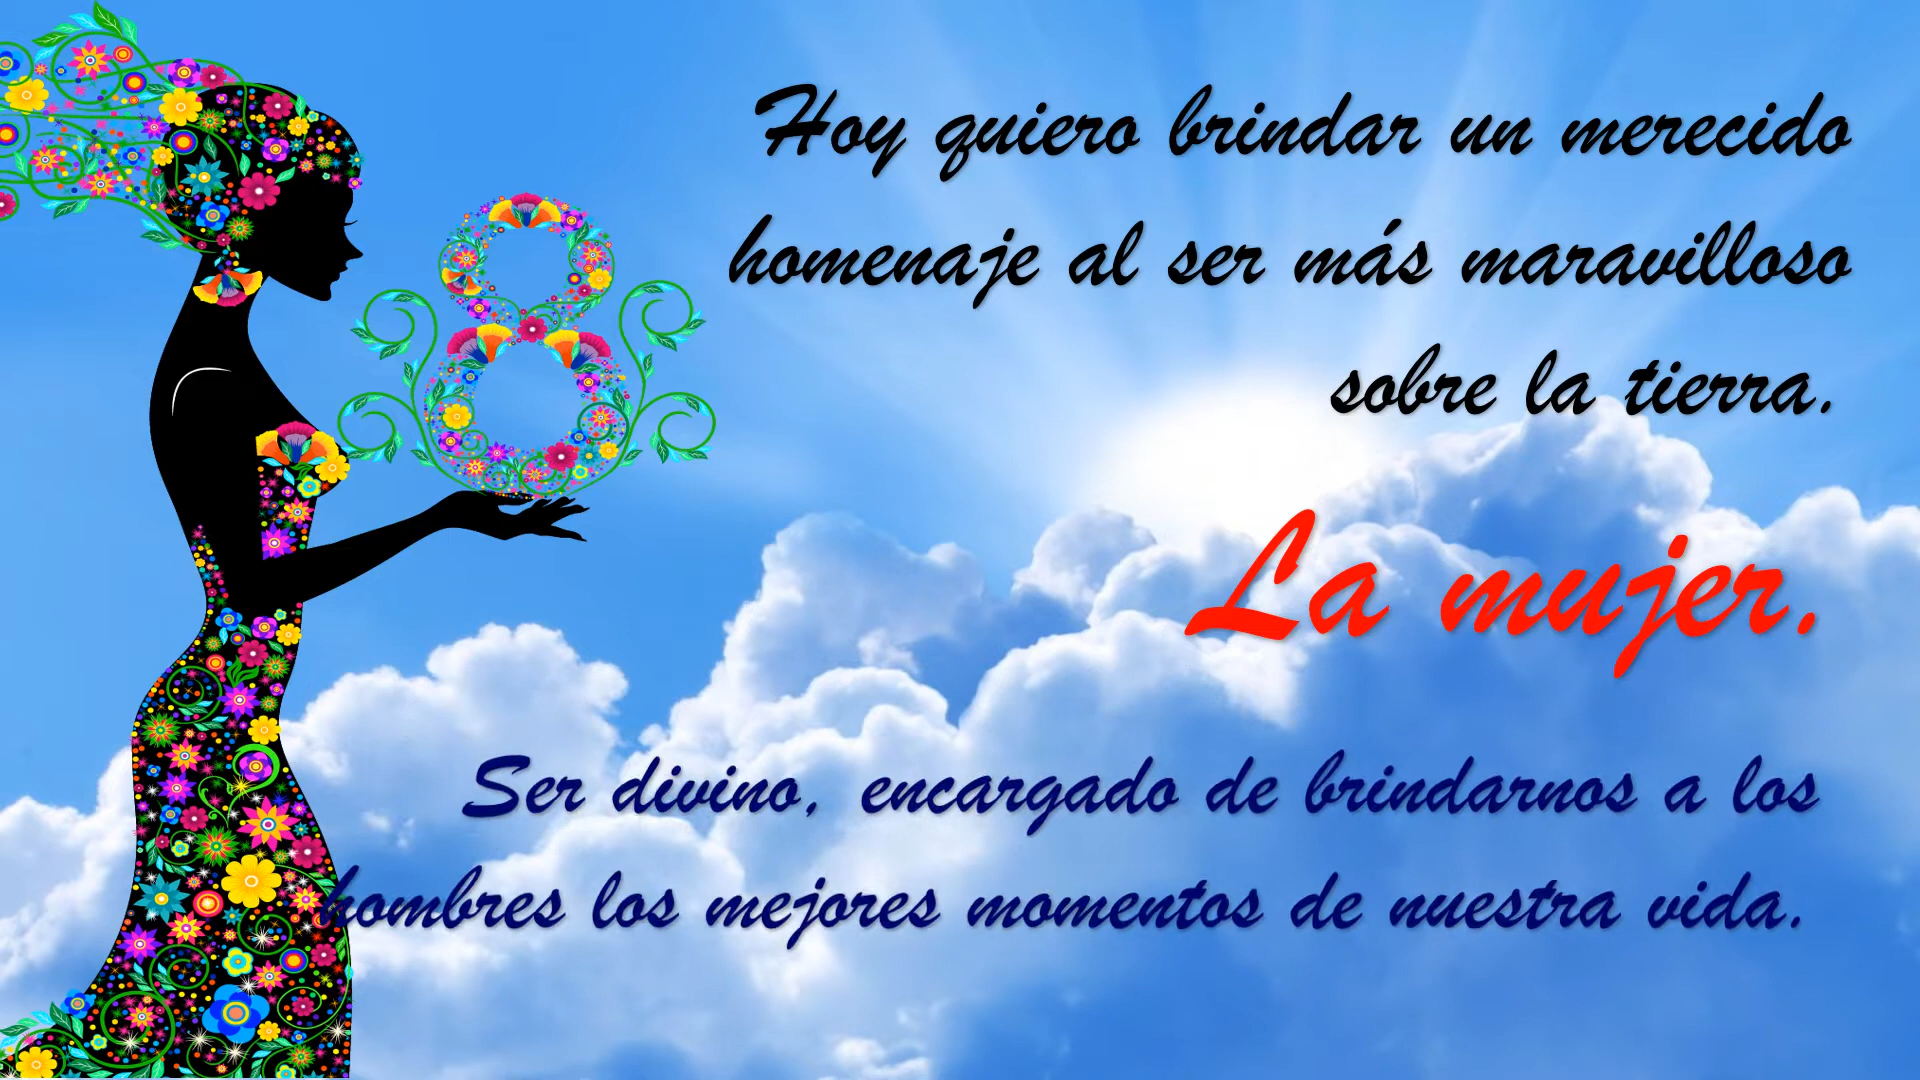 Hoy quiero brindar un merecido
homenaje al ser más maravilloso
sobre la tierra.
La mujer.
Ser divino, encargado de brindarnos a los
hombres los mejores momentos de nuestra vida.
8